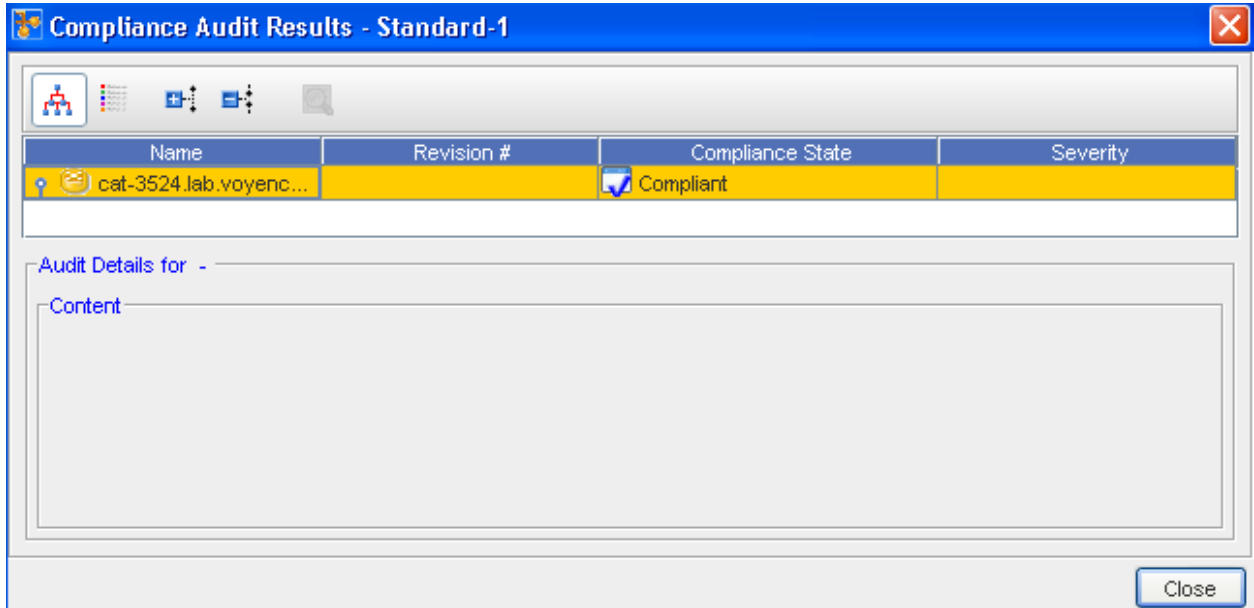 Compliance Audit Results - Standard-1
Name Revision # Compliance State Severity
cat-3524.lab.voyenc... Compliant
Audit Details for -
Content
Close